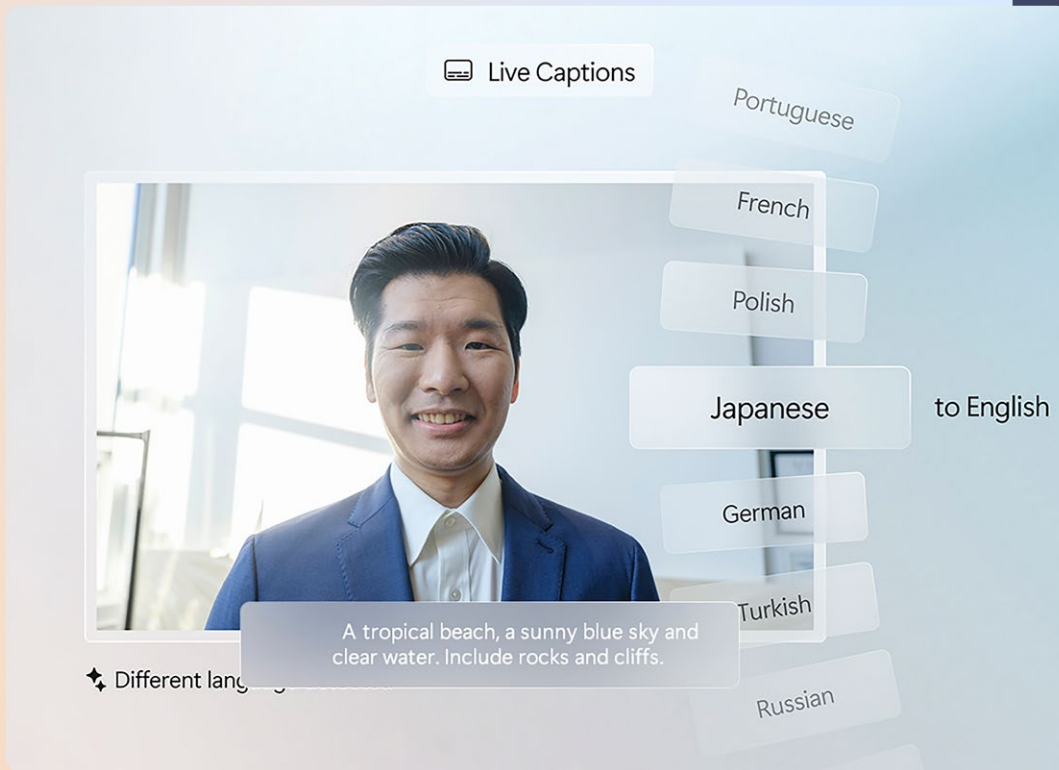 Live Captions
Portuguese
French
Polish
Japanese
to English
German
Turkish
Russian
A tropical beach, a sunny blue sky and
clear water. Include rocks and cliffs.
Different